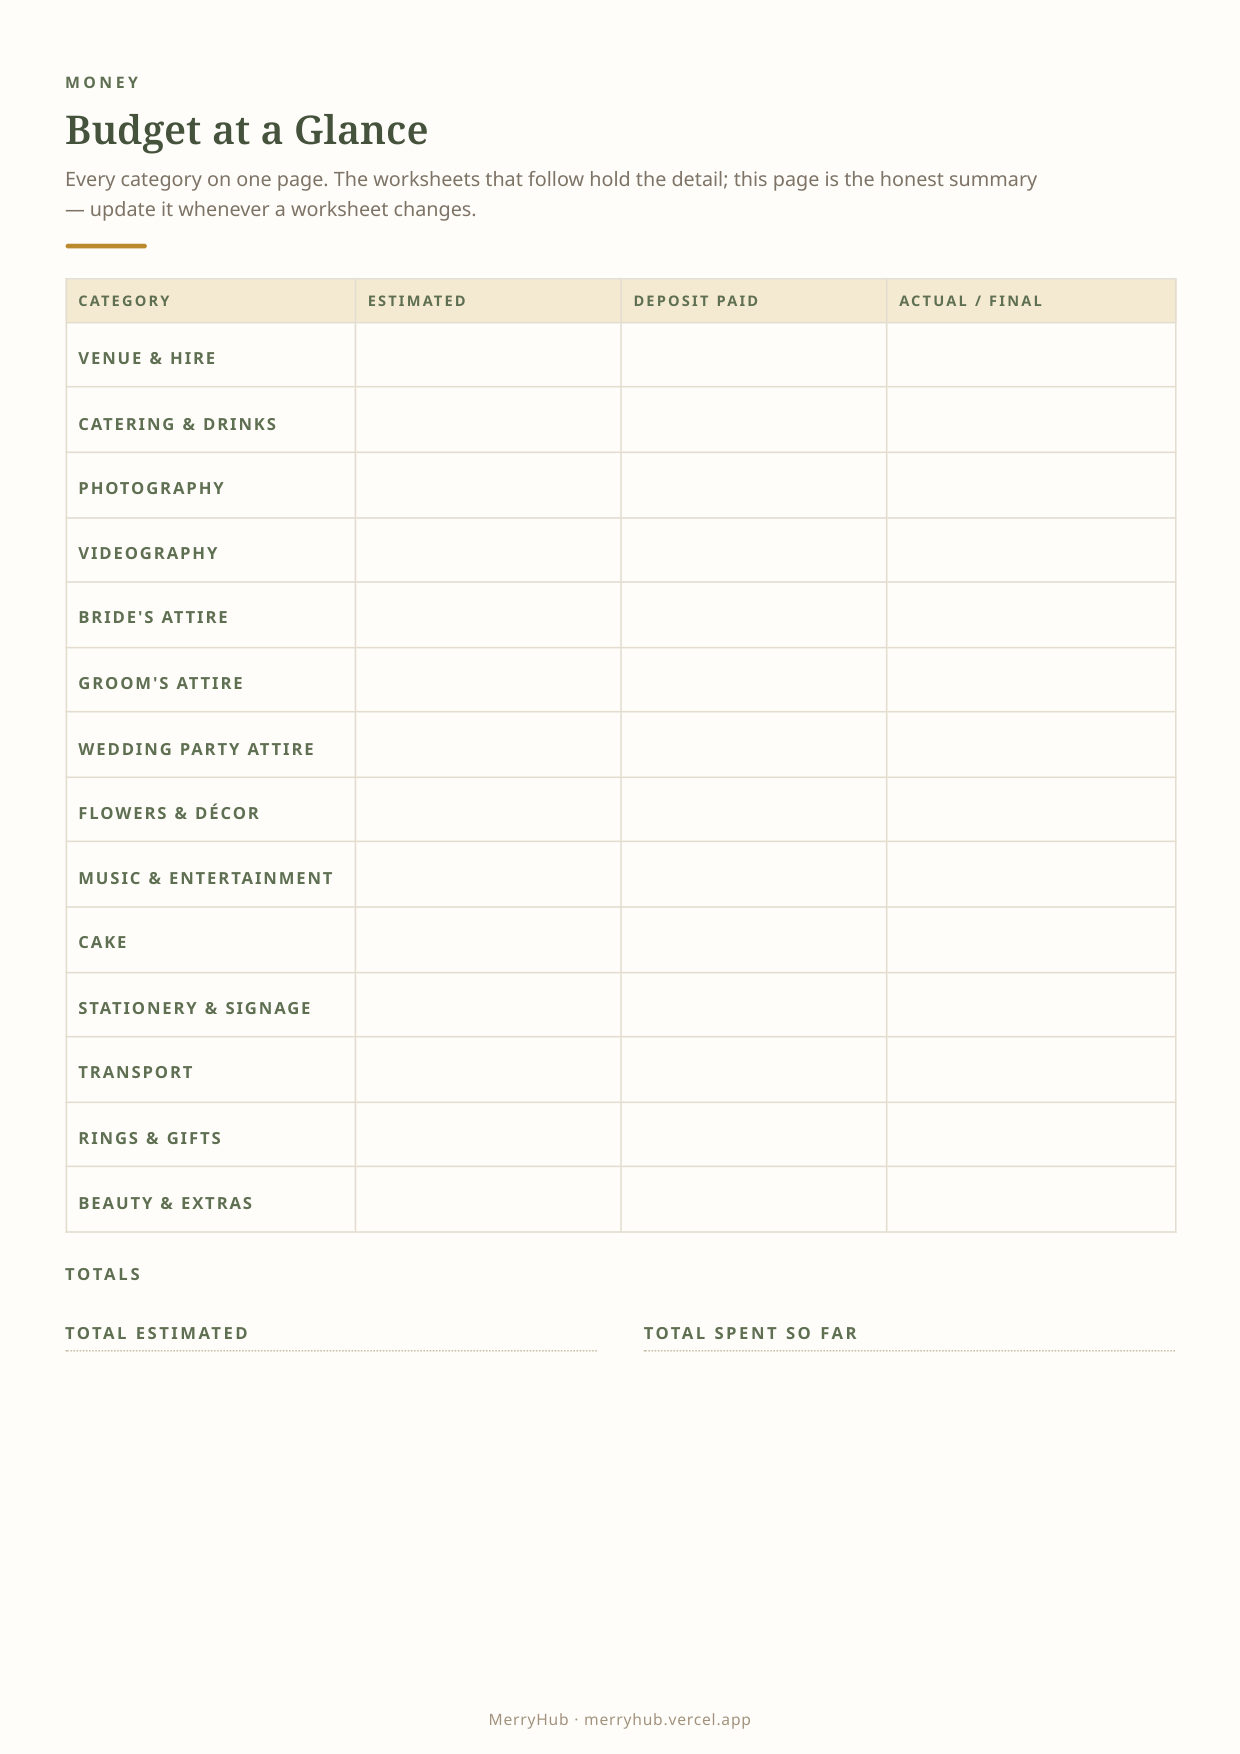 MONEY
Budget at a Glance
Every category on one page. The worksheets that follow hold the detail; this page is the honest summary
— update it whenever a worksheet changes.
CATEGORY ESTIMATED DEPOSIT PAID ACTUAL / FINAL
VENUE & HIRE
CATERING & DRINKS
PHOTOGRAPHY
VIDEOGRAPHY
BRIDE'S ATTIRE
GROOM'S ATTIRE
WEDDING PARTY ATTIRE
FLOWERS & DÉCOR
MUSIC & ENTERTAINMENT
CAKE
STATIONERY & SIGNAGE
TRANSPORT
RINGS & GIFTS
BEAUTY & EXTRAS
TOTALS
TOTAL ESTIMATED TOTAL SPENT SO FAR
MerryHub · merryhub.vercel.app